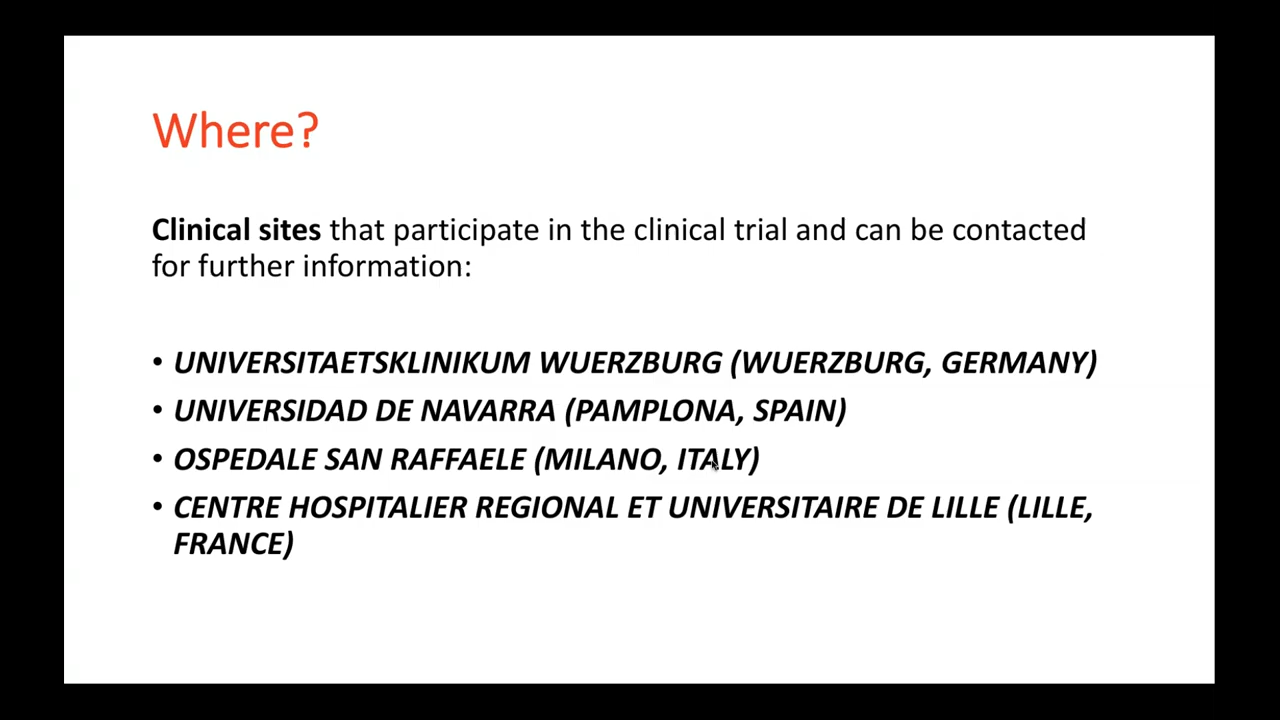 Where?
Clinical sites that participate in the clinical trial and can be contacted
for further information:
• UNIVERSITAETSKLINIKUM WUERZBURG (WUERZBURG, GERMANY)
• UNIVERSIDAD DE NAVARRA (PAMPLONA, SPAIN)
• OSPEDALE SAN RAFFAELE (MILANO, ITALY)
• CENTRE HOSPITALIER REGIONAL ET UNIVERSITAIRE DE LILLE (LILLE,
FRANCE)